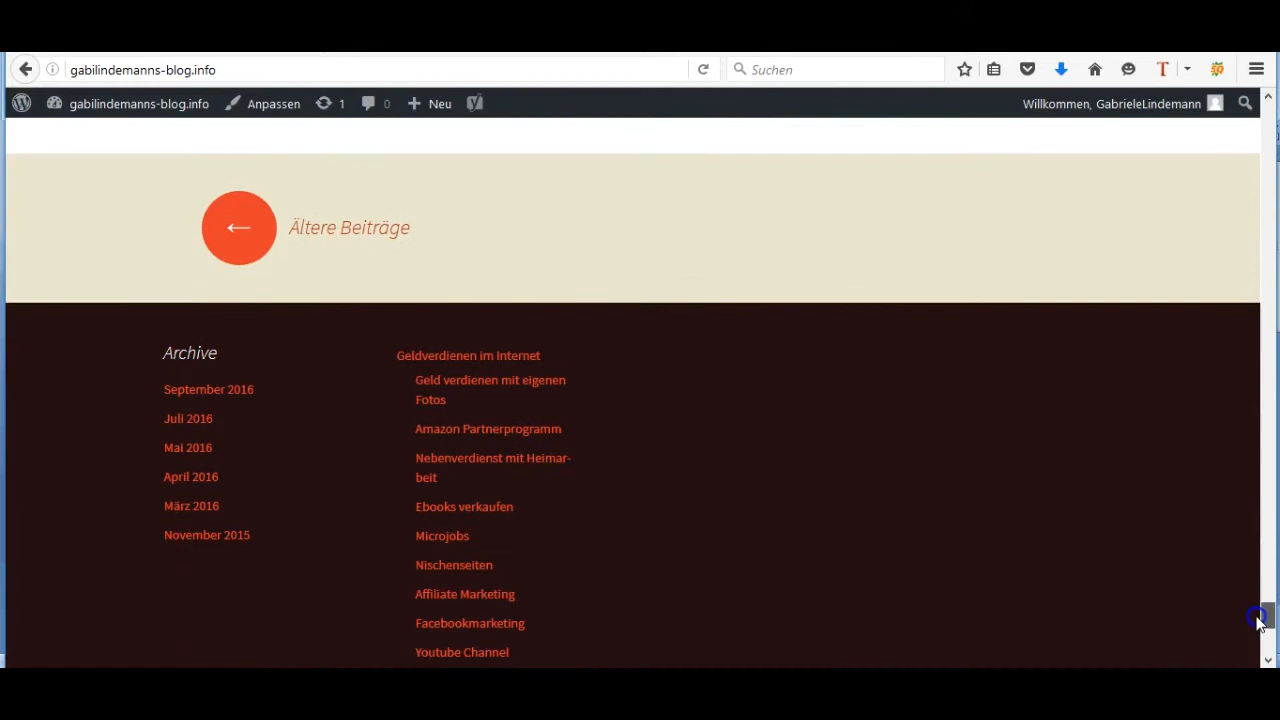 gabilindemanns-blog.info
Suchen
gabilindemanns-blog.info Anpassen 1 0 Neu
Willkommen, GabrieleLindemann
← Ältere Beiträge
Archive
September 2016
Juli 2016
Mai 2016
April 2016
März 2016
November 2015
Geldverdienen im Internet
Geld verdienen mit eigenen
Fotos
Amazon Partnerprogramm
Nebenverdienst mit Heimar-
beit
Ebooks verkaufen
Microjobs
Nischenseiten
Affiliate Marketing
Facebookmarketing
Youtube Channel